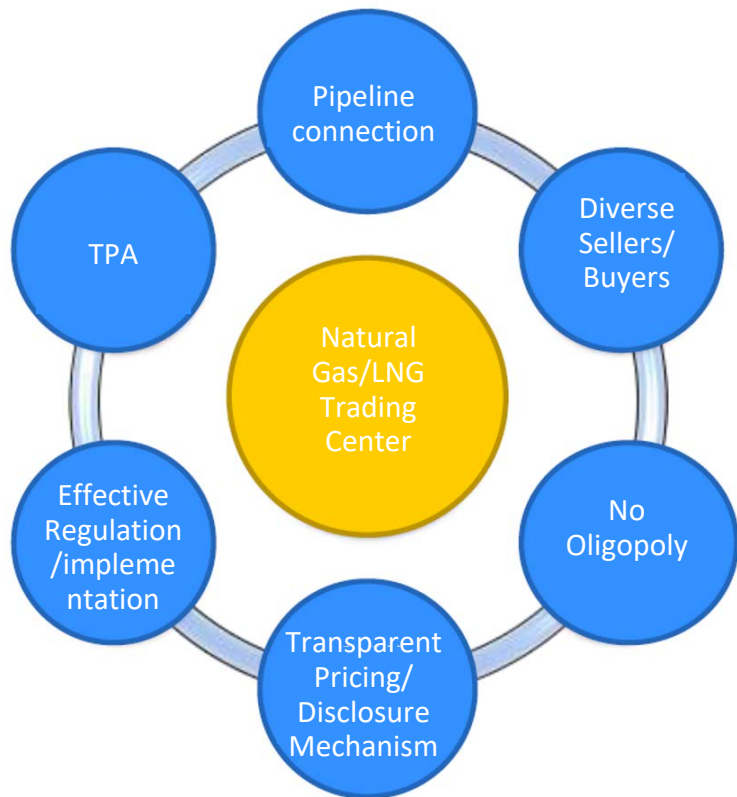 Pipeline
connection
Diverse
Sellers/
Buyers
TPA
Natural
Gas/LNG
Trading
Center
Effective
Regulation
/impleme
ntation
No
Oligopoly
Transparent
Pricing/
Disclosure
Mechanism